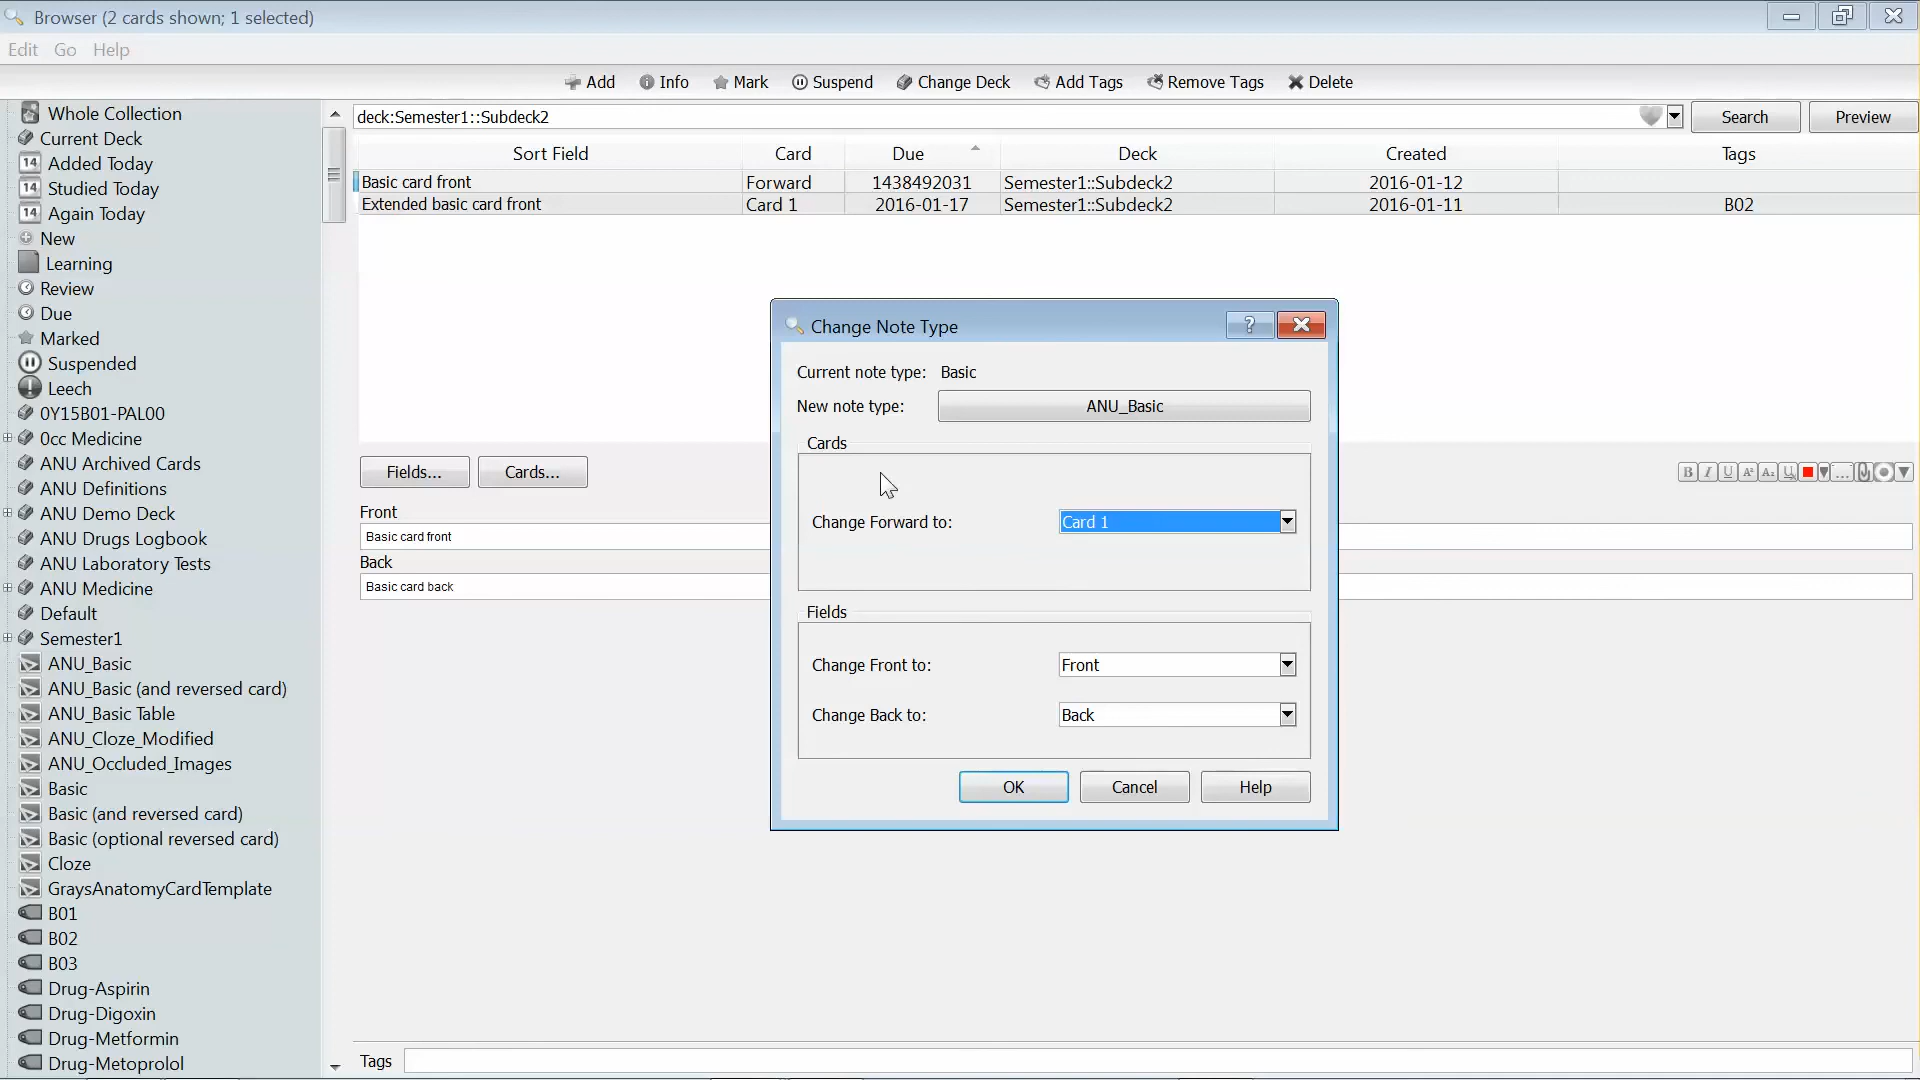 Browser (2 cards shown; 1 selected)
Edit Go Help
Add Info Mark Suspend Change Deck Add Tags Remove Tags Delete
Whole Collection
Current Deck
14 Added Today
14 Studied Today
14 Again Today
New
Learning
Review
Due
Marked
Suspended
Leech
0Y15B01-PAL00
0cc Medicine
ANU Archived Cards
ANU Definitions
ANU Demo Deck
ANU Drugs Logbook
ANU Laboratory Tests
ANU Medicine
Default
Semester1
ANU_Basic
ANU_Basic (and reversed card)
ANU_Basic Table
ANU_Cloze_Modified
ANU_Occluded_Images
Basic
Basic (and reversed card)
Basic (optional reversed card)
Cloze
GraysAnatomyCardTemplate
B01
B02
B03
Drug-Aspirin
Drug-Digoxin
Drug-Metformin
Drug-Metoprolol
deck:Semester1::Subdeck2 Search Preview
Sort Field Card Due Deck Created Tags
Basic card front Forward 1438492031 Semester1::Subdeck2 2016-01-12
Extended basic card front Card 1 2016-01-17 Semester1::Subdeck2 2016-01-11 B02
Fields... Cards... B I U A² A₂ U ...
Front
Basic card front
Back
Basic card back
Change Note Type ?
Current note type: Basic
New note type: ANU_Basic
Cards
Change Forward to: Card 1
Fields
Change Front to: Front
Change Back to: Back
OK Cancel Help
Tags